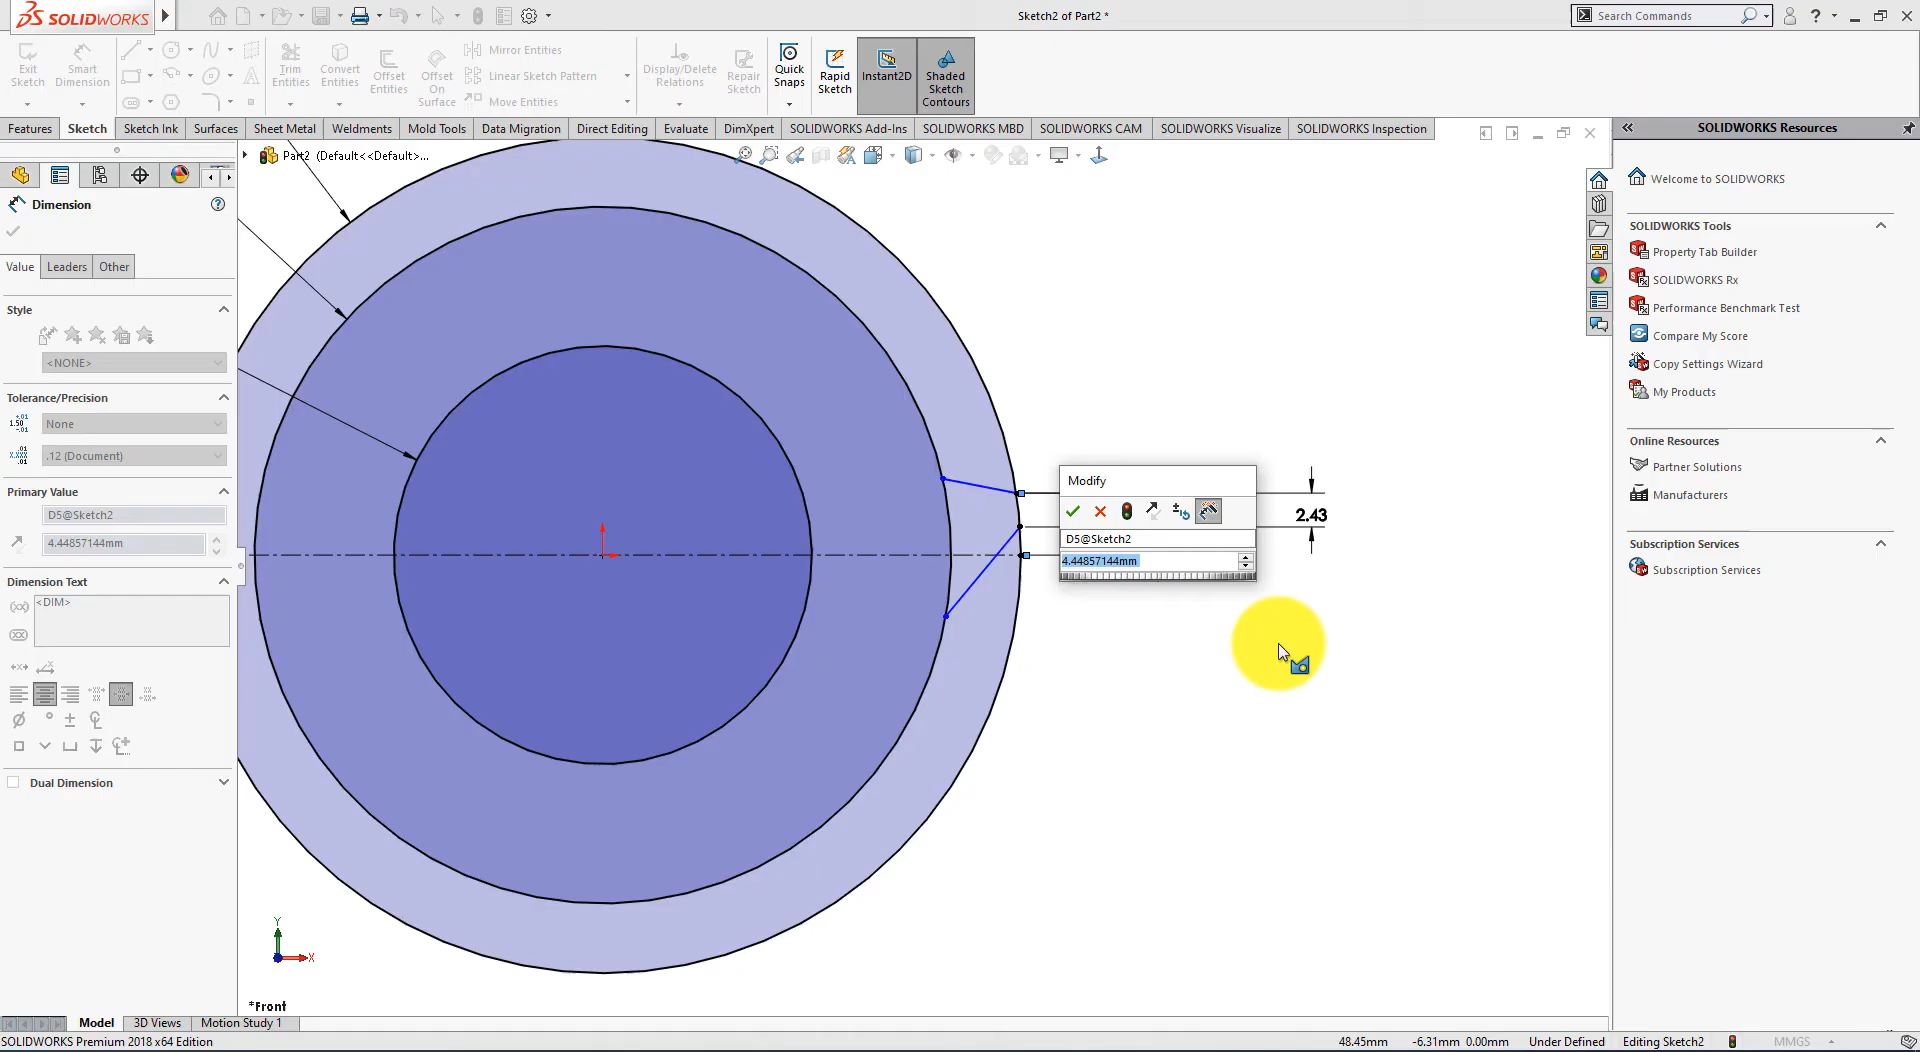 SOLIDWORKS
Sketch2 of Part2 *
Search Commands
Exit Sketch
Smart Dimension
Trim Entities
Convert Entities
Offset Entities
Offset On Surface
Mirror Entities
Linear Sketch Pattern
Move Entities
Display/Delete Relations
Repair Sketch
Quick Snaps
Rapid Sketch
Instant2D
Shaded Sketch Contours
Features
Sketch
Sketch Ink
Surfaces
Sheet Metal
Weldments
Mold Tools
Data Migration
Direct Editing
Evaluate
DimXpert
SOLIDWORKS Add-Ins
SOLIDWORKS MBD
SOLIDWORKS CAM
SOLIDWORKS Visualize
SOLIDWORKS Inspection
SOLIDWORKS Resources
Part2 (Default<<Default>...
Dimension
Value
Leaders
Other
Style
<NONE>
Tolerance/Precision
None
.12 (Document)
Primary Value
D5@Sketch2
4.44857144mm
Dimension Text
<DIM>
Dual Dimension
Modify
D5@Sketch2
4.44857144mm
2.43
Y
X
*Front
Welcome to SOLIDWORKS
SOLIDWORKS Tools
Property Tab Builder
SOLIDWORKS Rx
Performance Benchmark Test
Compare My Score
Copy Settings Wizard
My Products
Online Resources
Partner Solutions
Manufacturers
Subscription Services
Subscription Services
Model
3D Views
Motion Study 1
SOLIDWORKS Premium 2018 x64 Edition
48.45mm
-6.31mm 0.00mm
Under Defined
Editing Sketch2
MMGS